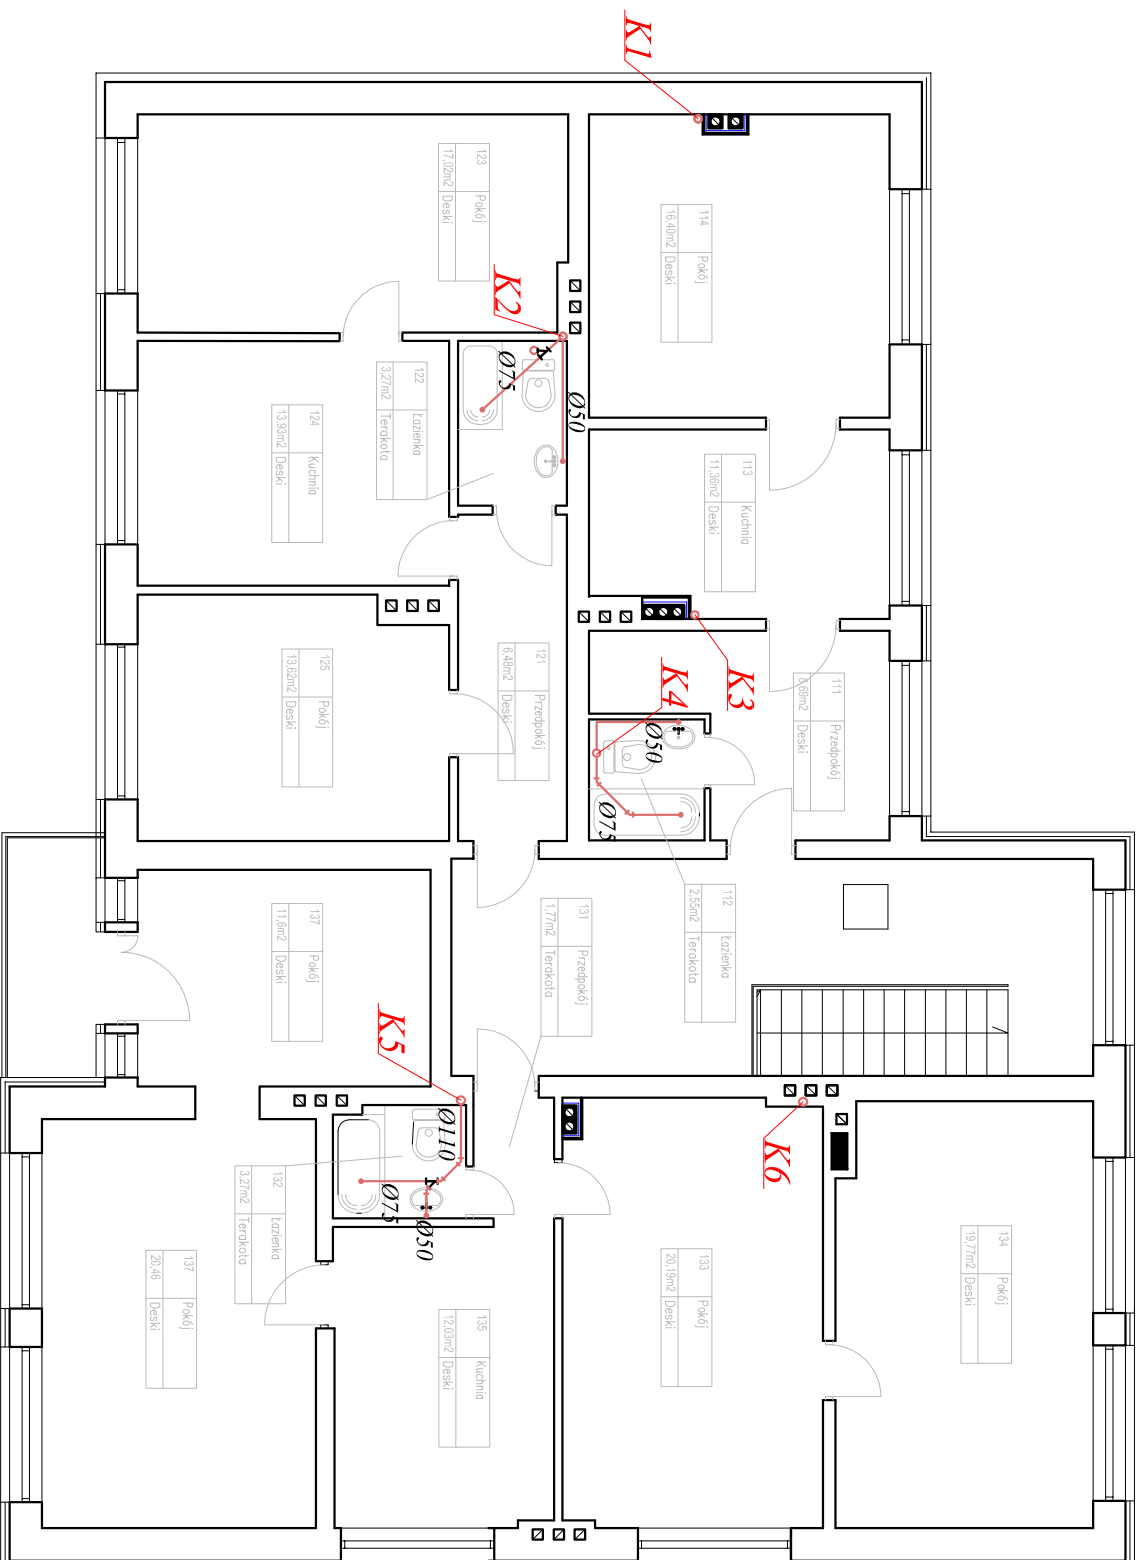 K1
114 Pokój
16,40m2 Deski
123 Pokój
17,02m2 Deski
K2
Ø75
Ø50
122 Łazienka
3,27m2 Terakota
124 Kuchnia
13,93m2 Deski
113 Kuchnia
11,36m2 Deski
K3
K4
111 Przedpokój
8,69m2 Deski
121 Przedpokój
6,48m2 Deski
125 Pokój
13,62m2 Deski
Ø50
Ø75
112 Łazienka
2,55m2 Terakota
131 Przedpokój
1,77m2 Terakota
137 Pokój
11,6m2 Deski
K5
Ø110
Ø75
Ø50
K6
132 Łazienka
3,27m2 Terakota
137 Pokój
20,46 Deski
133 Pokój
20,19m2 Deski
134 Pokój
19,77m2 Deski
135 Kuchnia
12,03m2 Deski